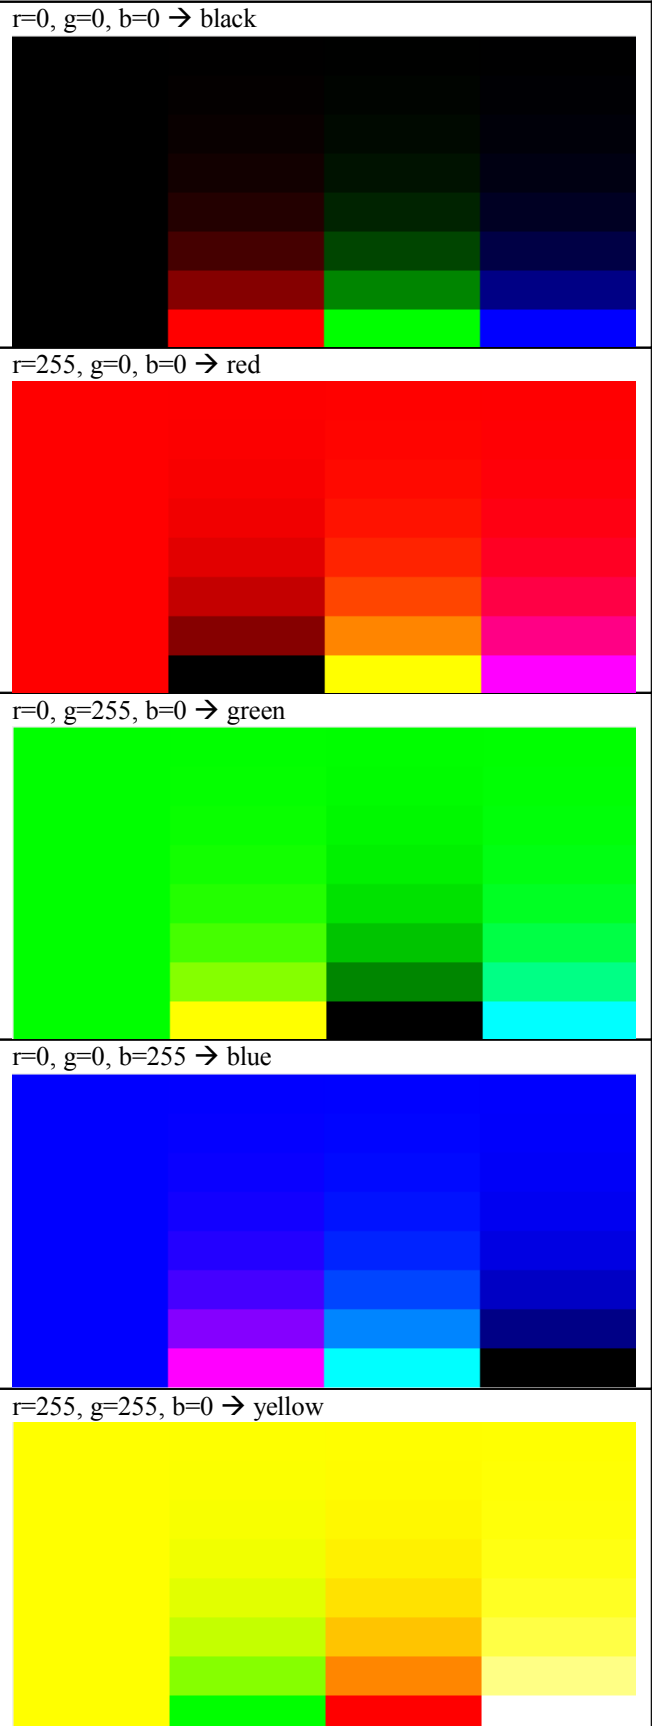 r=0, g=0, b=0 → black
r=255, g=0, b=0 → red
r=0, g=255, b=0 → green
r=0, g=0, b=255 → blue
r=255, g=255, b=0 → yellow